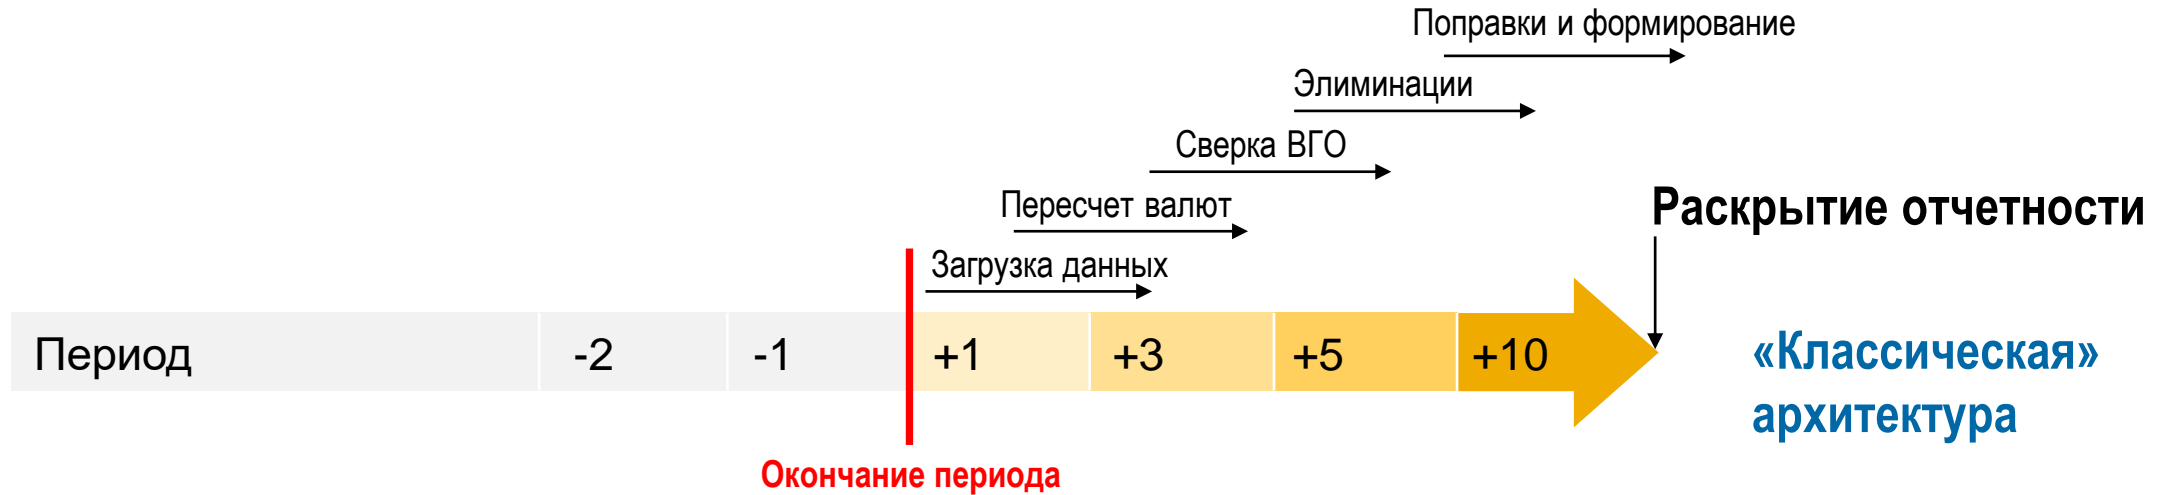 Поправки и формирование
Элиминации
Сверка ВГО
Пересчет валют
Раскрытие отчетности
Загрузка данных
Период
-2
-1
+1
+3
+5
+10
«Классическая»
архитектура
Окончание периода